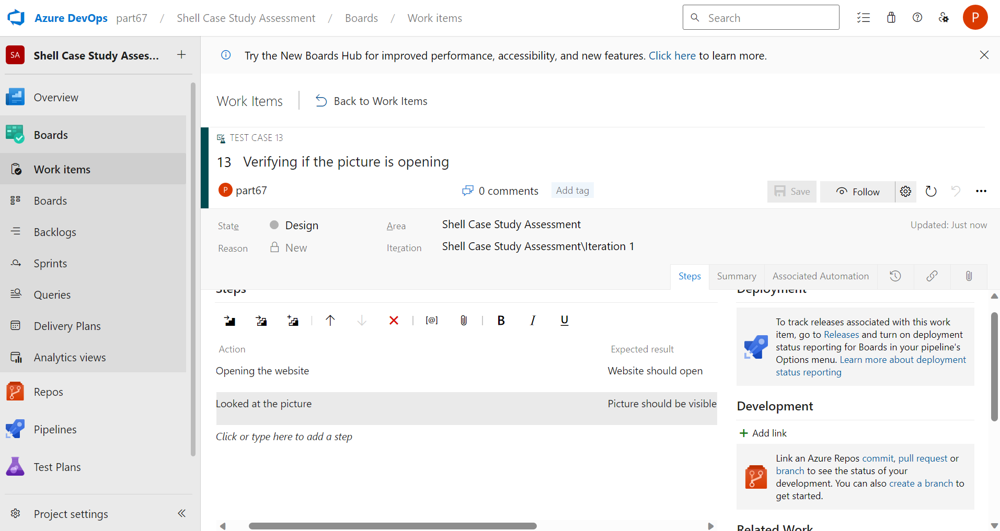 Azure DevOps part67 / Shell Case Study Assessment / Boards / Work items
Search
P
SA Shell Case Study Asses...
Overview
Boards
Work items
Boards
Backlogs
Sprints
Queries
Delivery Plans
Analytics views
Repos
Pipelines
Test Plans
Project settings
Try the New Boards Hub for improved performance, accessibility, and new features. Click here to learn more.
Work Items Back to Work Items
TEST CASE 13
13 Verifying if the picture is opening
P part67
0 comments
Add tag
Save
Follow
State Design
Area Shell Case Study Assessment
Updated: Just now
Reason New
Iteration Shell Case Study Assessment\Iteration 1
Steps Summary Associated Automation
Steps
[@] B I U
Action Expected result
Opening the website Website should open
Looked at the picture Picture should be visible
Click or type here to add a step
Deployment
To track releases associated with this work
item, go to Releases and turn on deployment
status reporting for Boards in your pipeline's
Options menu. Learn more about deployment
status reporting
Development
+ Add link
Link an Azure Repos commit, pull request or
branch to see the status of your
development. You can also create a branch to
get started.
Related Work